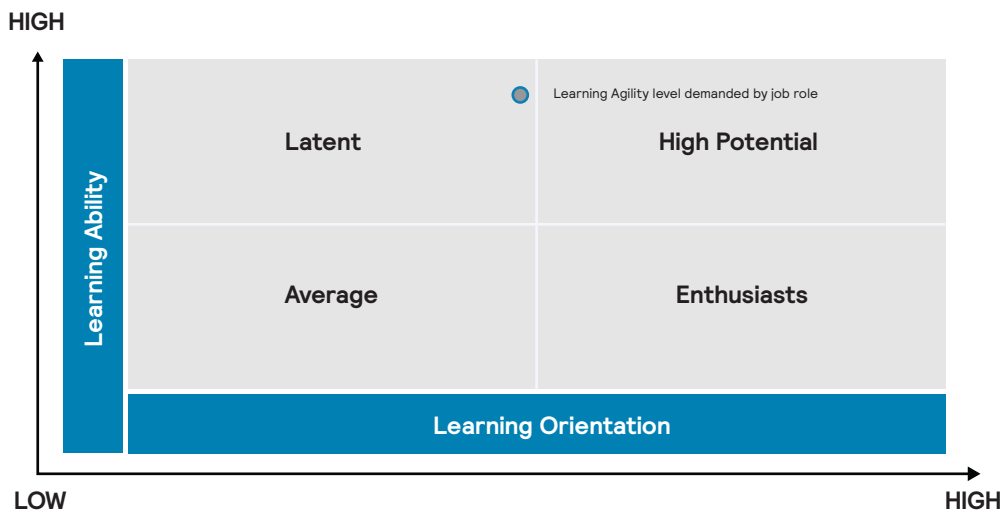 HIGH
Learning Agility level demanded by job role
Latent
High Potential
Learning Ability
Average
Enthusiasts
Learning Orientation
LOW
HIGH